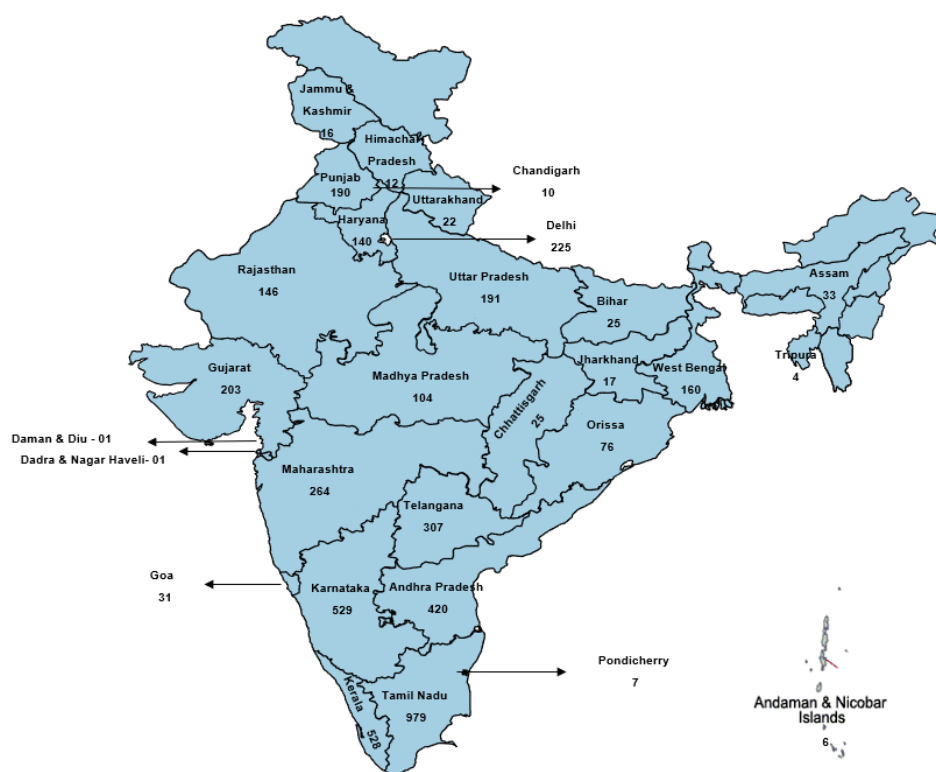 Jammu &
Kashmir
16
Himachal
Pradesh
12
Punjab
190
Chandigarh
10
Uttarakhand
22
Haryana
140
Delhi
225
Rajasthan
146
Uttar Pradesh
191
Bihar
25
Assam
33
Tripura
4
Gujarat
203
Madhya Pradesh
104
Jharkhand
17
West Bengal
160
Chhattisgarh
25
Orissa
76
Daman & Diu - 01
Dadra & Nagar Haveli- 01
Maharashtra
264
Telangana
307
Goa
31
Karnataka
529
Andhra Pradesh
420
Pondicherry
7
Kerala
528
Tamil Nadu
979
Andaman & Nicobar
Islands
6